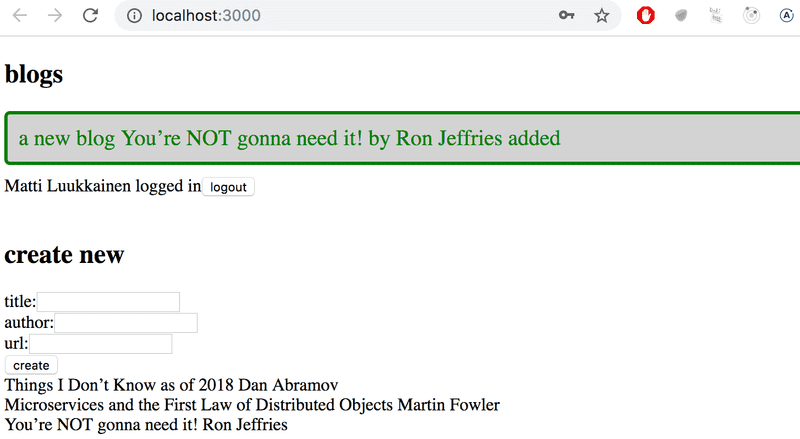 localhost:3000
blogs
a new blog You’re NOT gonna need it! by Ron Jeffries added
Matti Luukkainen logged in logout
create new
title:
author:
url:
create
Things I Don’t Know as of 2018 Dan Abramov
Microservices and the First Law of Distributed Objects Martin Fowler
You’re NOT gonna need it! Ron Jeffries